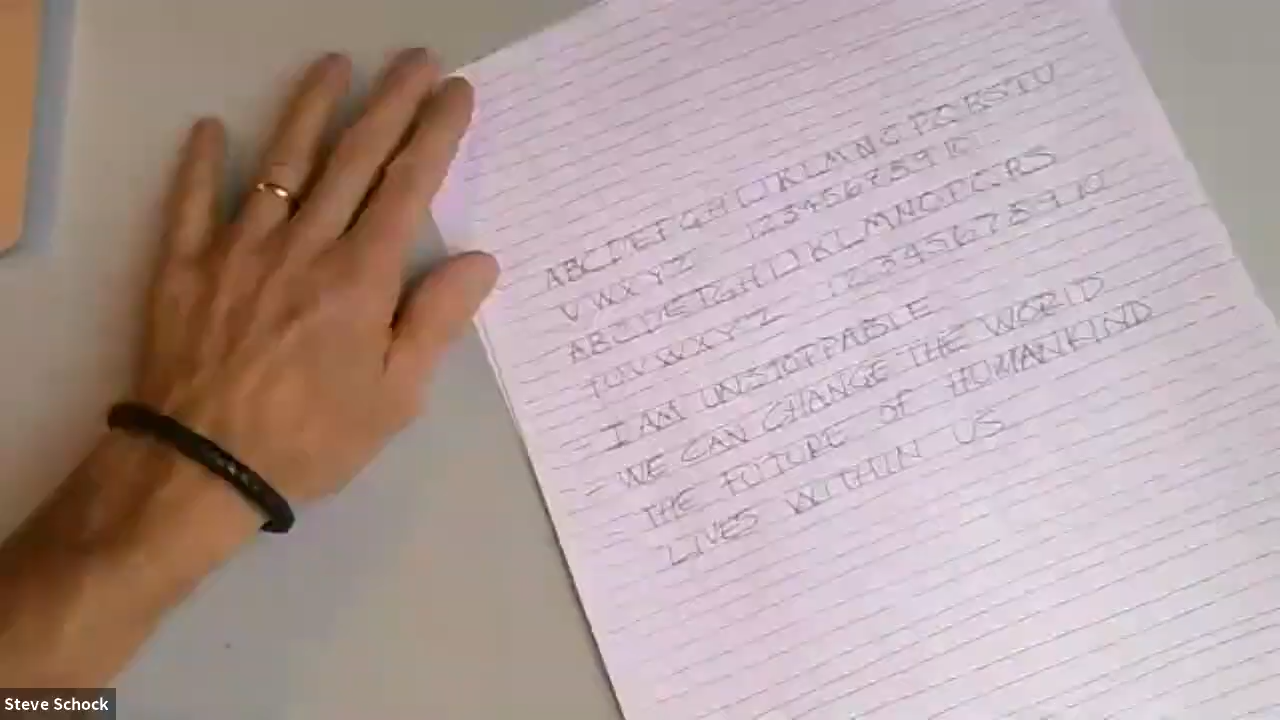 ABCDEFGHIJKLMNOPQRSTU
VWXYZ 12345678910
ABCDEFGHIJKLMNOPQRS
TUVWXYZ 12345678910
I AM UNSTOPPABLE
WE CAN CHANGE THE WORLD
THE FUTURE OF HUMANKIND
LIVES WITHIN US
Steve Schock